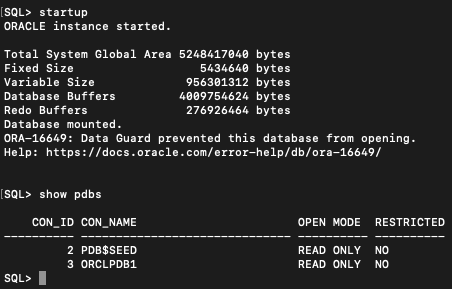 [SQL> startup
ORACLE instance started.

Total System Global Area 5248417040 bytes
Fixed Size                  5434640 bytes
Variable Size             956301312 bytes
Database Buffers         4009754624 bytes
Redo Buffers              276926464 bytes
Database mounted.
ORA-16649: Data Guard prevented this database from opening.
Help: https://docs.oracle.com/error-help/db/ora-16649/

[SQL> show pdbs

    CON_ID CON_NAME                       OPEN MODE  RESTRICTED
---------- ------------------------------ ---------- ----------
         2 PDB$SEED                       READ ONLY  NO
         3 ORCLPDB1                       READ ONLY  NO
SQL>